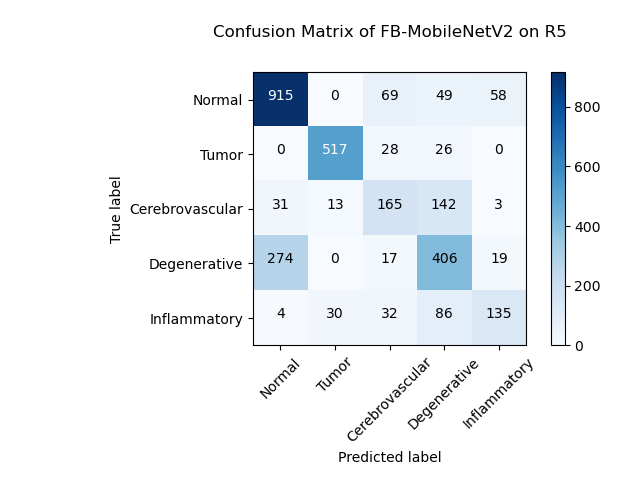 Confusion Matrix of FB-MobileNetV2 on R5
Normal 915 0 69 49 58
Tumor 0 517 28 26 0
Cerebrovascular 31 13 165 142 3
Degenerative 274 0 17 406 19
Inflammatory 4 30 32 86 135
True label
Normal Tumor Cerebrovascular Degenerative Inflammatory
Predicted label
800
600
400
200
0